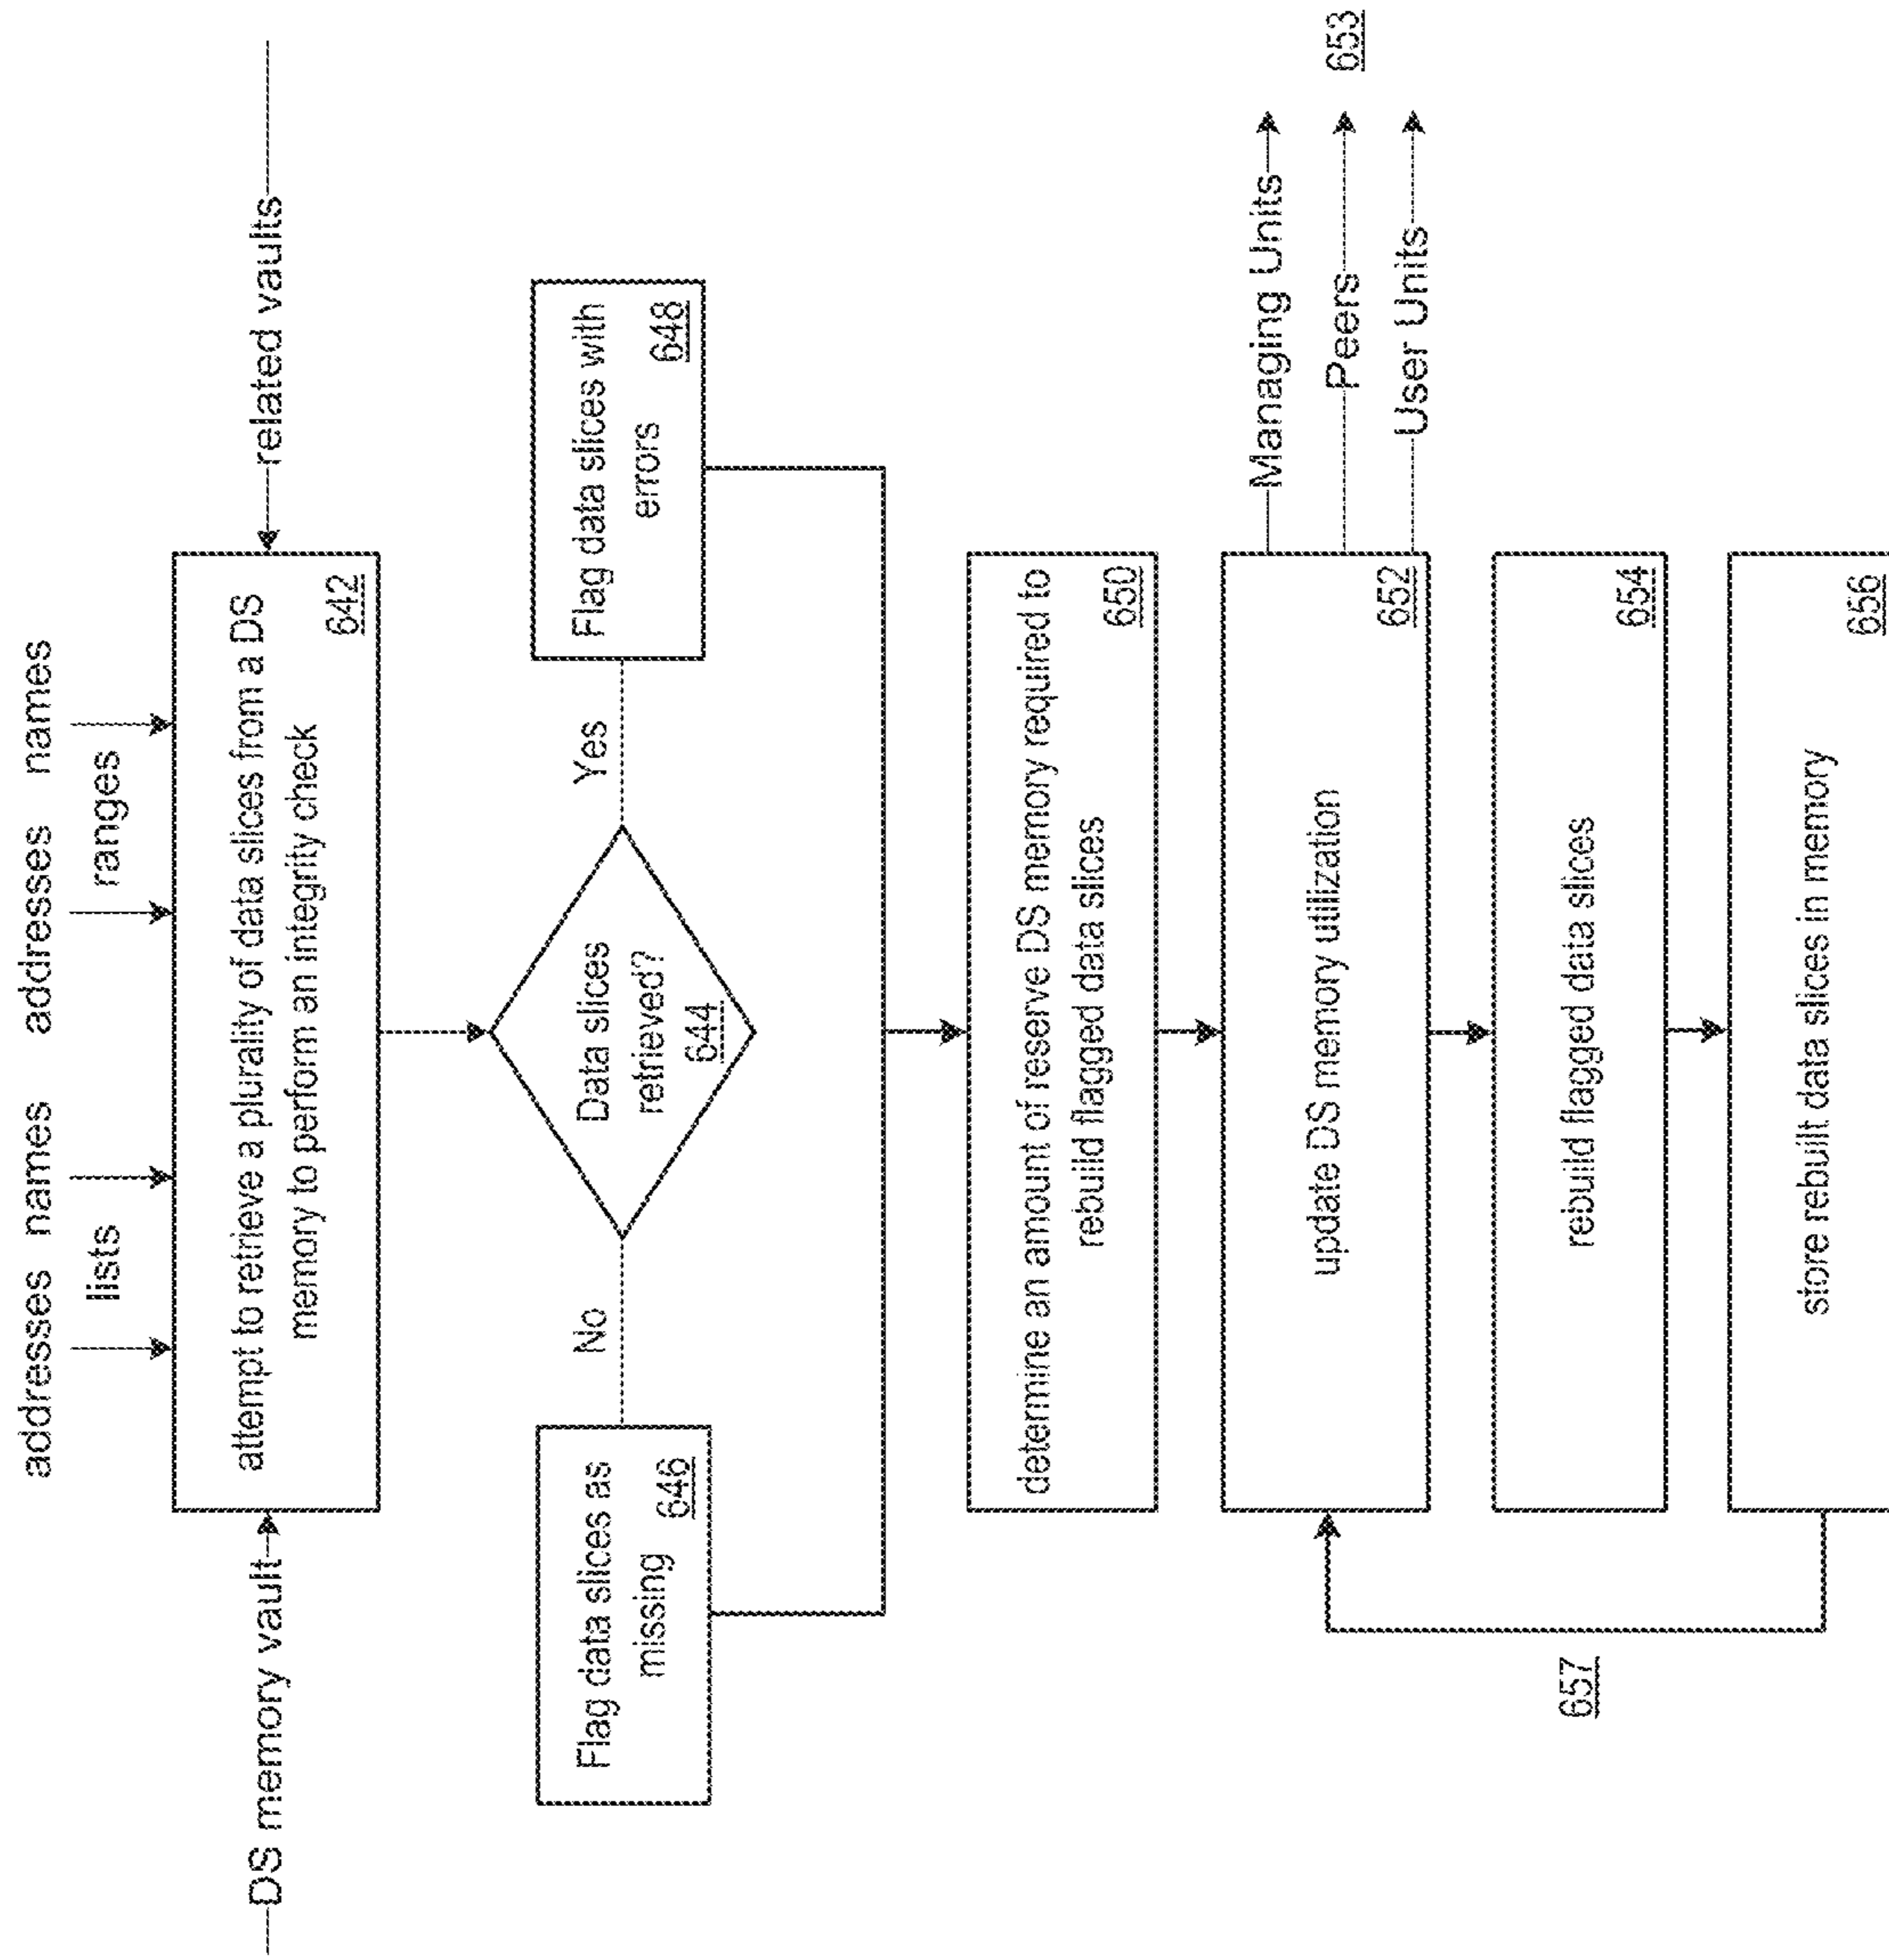 addresses names addresses names
lists ranges
DS memory vault
attempt to retrieve a plurality of data slices from a DS
memory to perform an integrity check
642
related vaults
Data slices
retrieved?
644
No
Yes
Flag data slices as
missing
646
Flag data slices with
errors
648
determine an amount of reserve DS memory required to
rebuild flagged data slices
650
update DS memory utilization
652
Managing Units
Peers
653
User Units
rebuild flagged data slices
654
store rebuilt data slices in memory
656
657